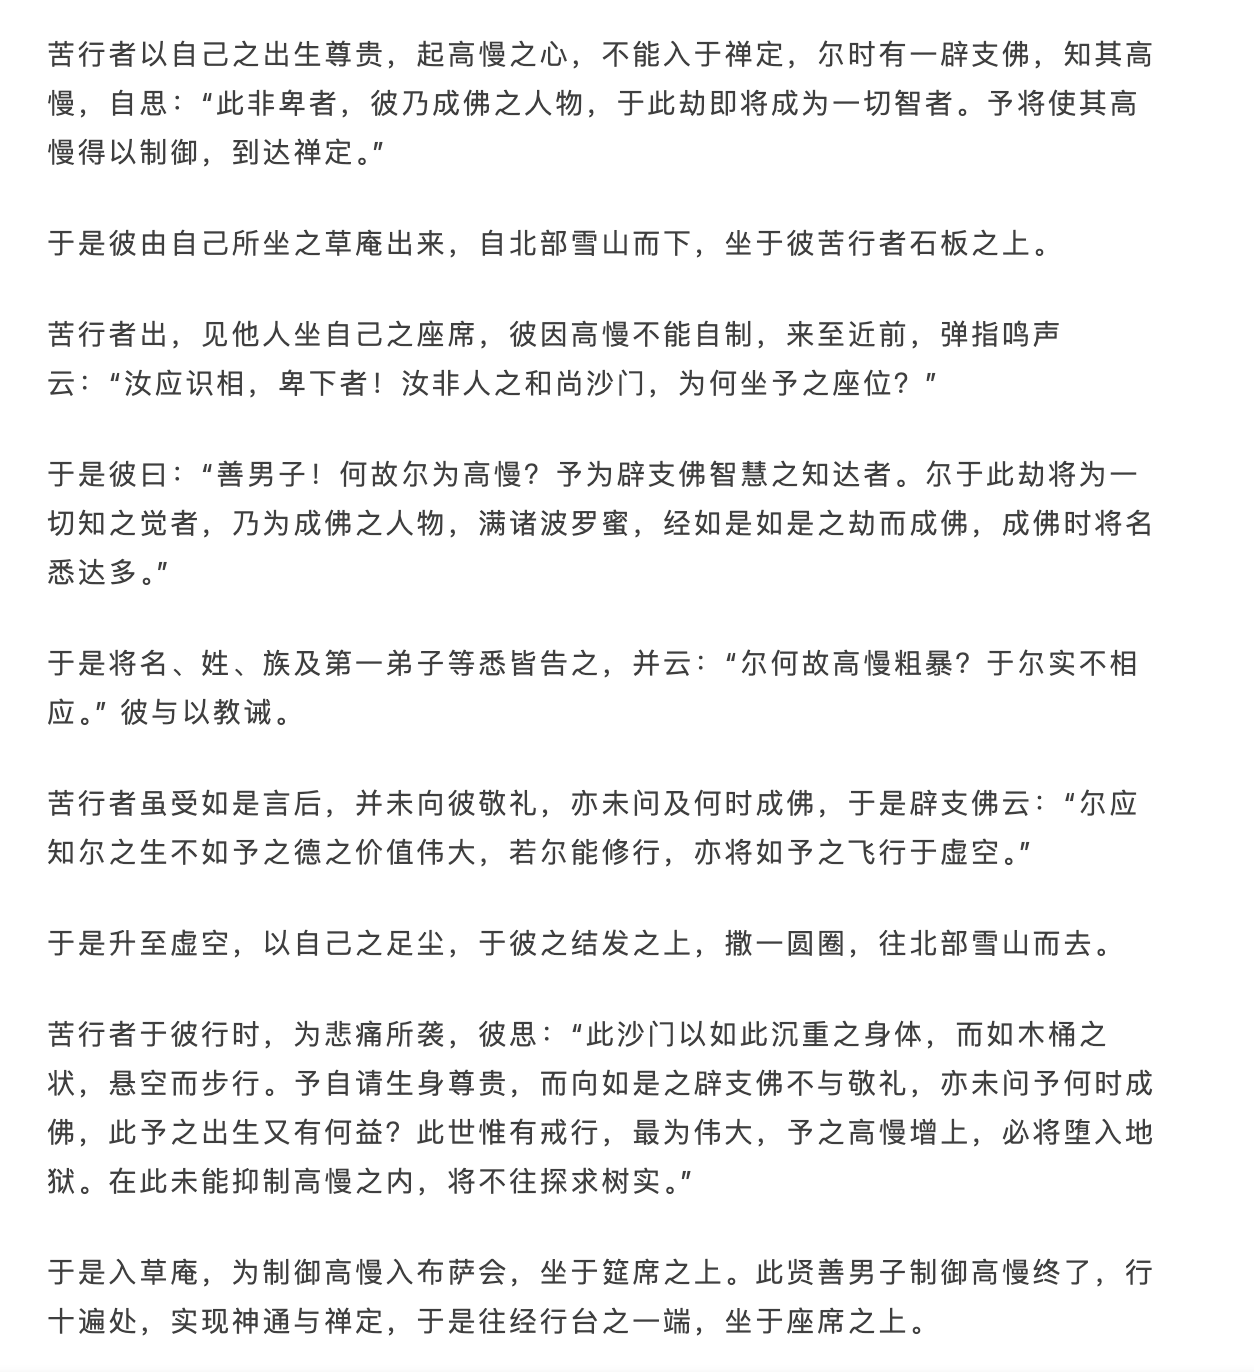 苦行者以自己之出生尊贵，起高慢之心，不能入于禅定，尔时有一辟支佛，知其高
慢，自思：“此非卑者，彼乃成佛之人物，于此劫即将成为一切智者。予将使其高
慢得以制御，到达禅定。”
于是彼由自己所坐之草庵出来，自北部雪山而下，坐于彼苦行者石板之上。
苦行者出，见他人坐自己之座席，彼因高慢不能自制，来至近前，弹指鸣声
云：“汝应识相，卑下者！汝非人之和尚沙门，为何坐予之座位？”
于是彼曰：“善男子！何故尔为高慢？予为辟支佛智慧之知达者。尔于此劫将为一
切知之觉者，乃为成佛之人物，满诸波罗蜜，经如是如是之劫而成佛，成佛时将名
悉达多。”
于是将名、姓、族及第一弟子等悉皆告之，并云：“尔何故高慢粗暴？于尔实不相
应。” 彼与以教诫。
苦行者虽受如是言后，并未向彼敬礼，亦未问及何时成佛，于是辟支佛云：“尔应
知尔之生不如予之德之价值伟大，若尔能修行，亦将如予之飞行于虚空。”
于是升至虚空，以自己之足尘，于彼之结发之上，撒一圆圈，往北部雪山而去。
苦行者于彼行时，为悲痛所袭，彼思：“此沙门以如此沉重之身体，而如木桶之
状，悬空而步行。予自请生身尊贵，而向如是之辟支佛不与敬礼，亦未问予何时成
佛，此予之出生又有何益？此世惟有戒行，最为伟大，予之高慢增上，必将堕入地
狱。在此未能抑制高慢之内，将不往探求树实。”
于是入草庵，为制御高慢入布萨会，坐于筵席之上。此贤善男子制御高慢终了，行
十遍处，实现神通与禅定，于是往经行台之一端，坐于座席之上。